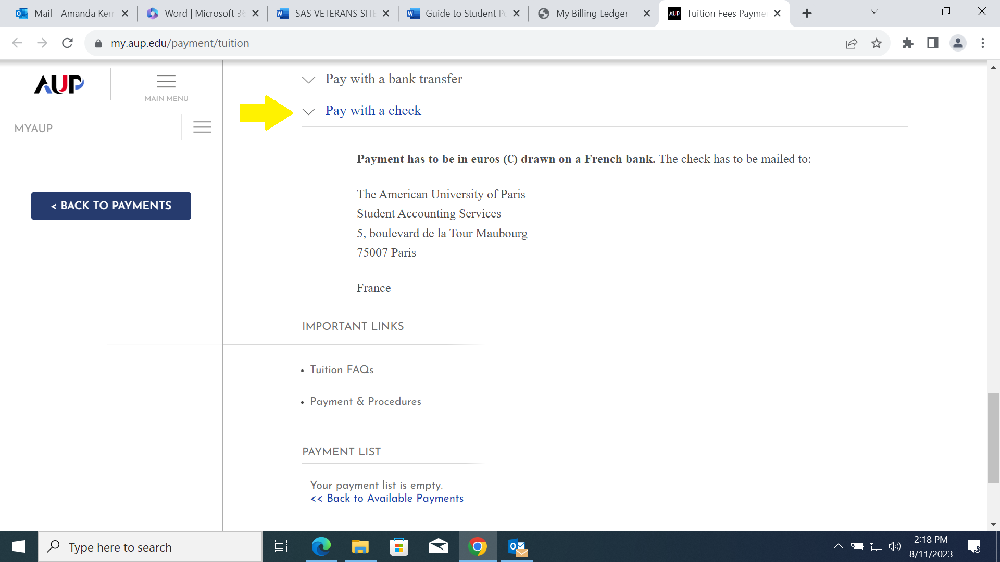 Mail - Amanda Kerr
Word | Microsoft 36
SAS VETERANS SITE
Guide to Student Po
My Billing Ledger
Tuition Fees Payme
my.aup.edu/payment/tuition
AUP
MAIN MENU
MYAUP
< BACK TO PAYMENTS
Pay with a bank transfer
Pay with a check
Payment has to be in euros (€) drawn on a French bank. The check has to be mailed to:
The American University of Paris
Student Accounting Services
5, boulevard de la Tour Maubourg
75007 Paris
France
IMPORTANT LINKS
• Tuition FAQs
• Payment & Procedures
PAYMENT LIST
Your payment list is empty.
<< Back to Available Payments
Type here to search
2:18 PM
8/11/2023